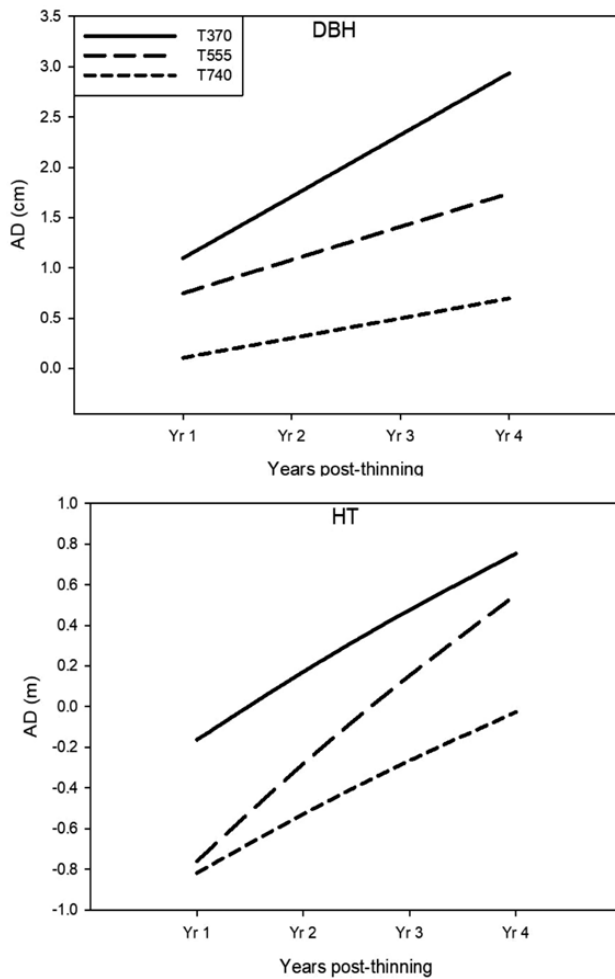 DBH
T370
T555
T740
3.5
3.0
2.5
2.0
1.5
1.0
0.5
0.0
AD (cm)
Yr 1 Yr 2 Yr 3 Yr 4
Years post-thinning
HT
1.0
0.8
0.6
0.4
0.2
0.0
-0.2
-0.4
-0.6
-0.8
-1.0
AD (m)
Yr 1 Yr 2 Yr 3 Yr 4
Years post-thinning